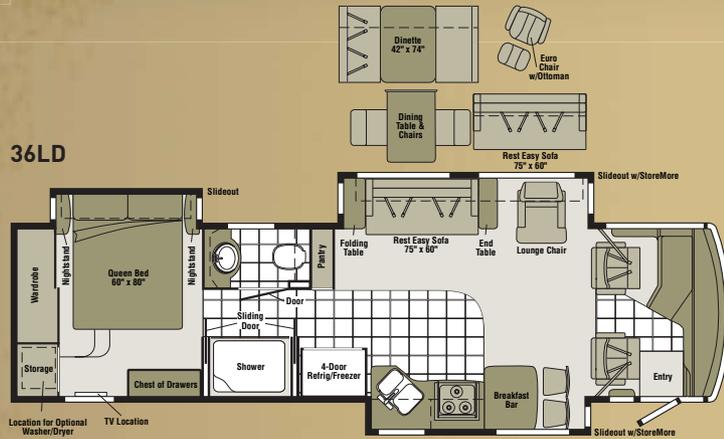 Dinette
42" x 74"
Euro
Chair
w/Ottoman
Dining
Table &
Chairs
Rest Easy Sofa
75" x 60"
36LD
Slideout
Slideout w/StoreMore
Wardrobe
Nightstand
Queen Bed
60" x 80"
Nightstand
Pantry
Folding
Table
Rest Easy Sofa
75" x 60"
End
Table
Lounge Chair
Door
Sliding
Door
Storage
Chest of Drawers
Shower
4-Door
Refrig/Freezer
Breakfast
Bar
Entry
Location for Optional
Washer/Dryer
TV Location
Slideout w/StoreMore